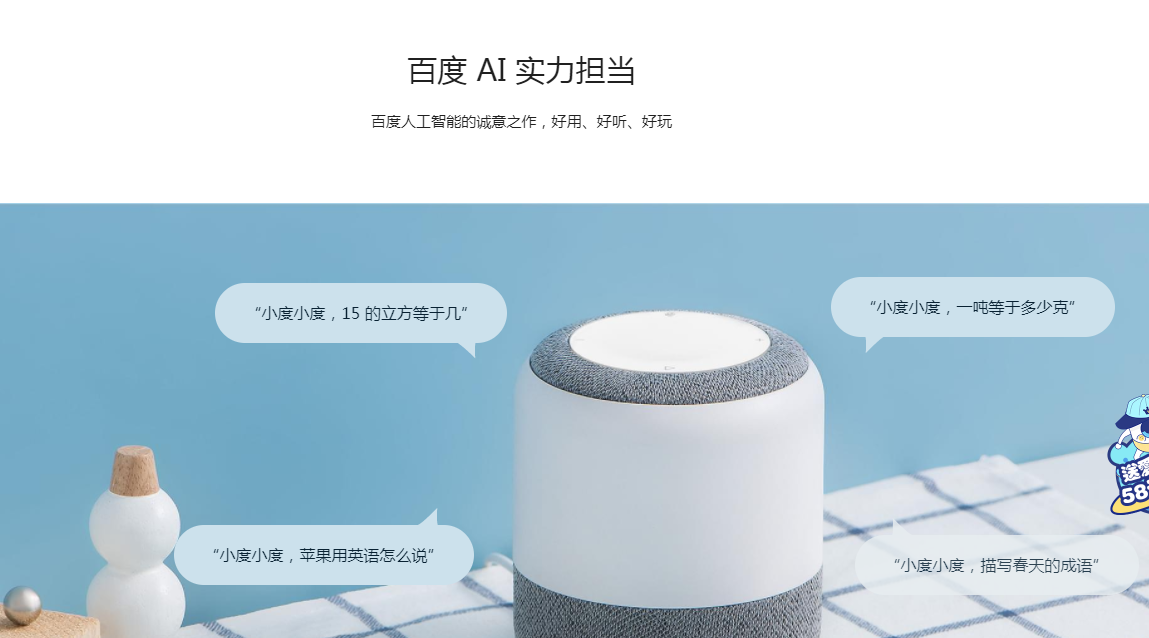 百度 AI 实力担当
百度人工智能的诚意之作，好用、好听、好玩
“小度小度，15 的立方等于几”
“小度小度，一吨等于多少克”
“小度小度，苹果用英语怎么说”
“小度小度，描写春天的成语”